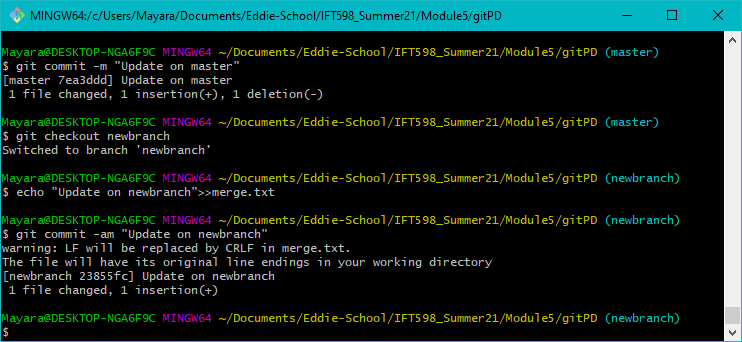 MINGW64:/c/Users/Mayara/Documents/Eddie-School/IFT598_Summer21/Module5/gitPD
Mayara@DESKTOP-NGA6F9C MINGW64 ~/Documents/Eddie-School/IFT598_Summer21/Module5/gitPD (master)
$ git commit -m "Update on master"
[master 7ea3ddd] Update on master
 1 file changed, 1 insertion(+), 1 deletion(-)
Mayara@DESKTOP-NGA6F9C MINGW64 ~/Documents/Eddie-School/IFT598_Summer21/Module5/gitPD (master)
$ git checkout newbranch
Switched to branch 'newbranch'
Mayara@DESKTOP-NGA6F9C MINGW64 ~/Documents/Eddie-School/IFT598_Summer21/Module5/gitPD (newbranch)
$ echo "Update on newbranch">>merge.txt
Mayara@DESKTOP-NGA6F9C MINGW64 ~/Documents/Eddie-School/IFT598_Summer21/Module5/gitPD (newbranch)
$ git commit -am "Update on newbranch"
warning: LF will be replaced by CRLF in merge.txt.
The file will have its original line endings in your working directory
[newbranch 23855fc] Update on newbranch
 1 file changed, 1 insertion(+)
Mayara@DESKTOP-NGA6F9C MINGW64 ~/Documents/Eddie-School/IFT598_Summer21/Module5/gitPD (newbranch)
$